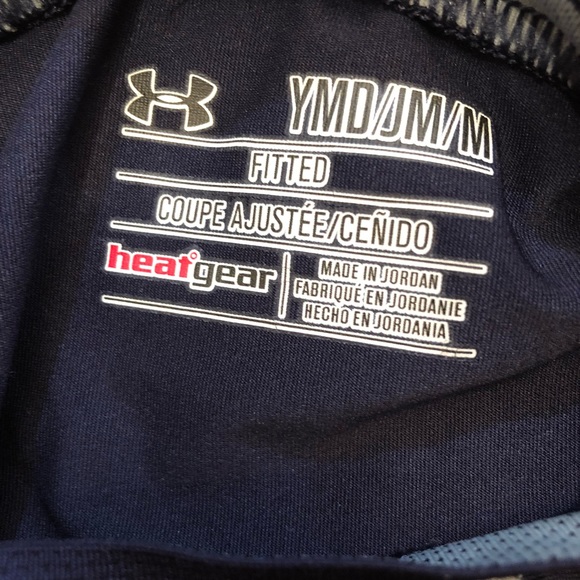 YMD/JM/M
FITTED
COUPE AJUSTÉE/CEÑIDO
heatgear
MADE IN JORDAN
FABRIQUÉ EN JORDANIE
HECHO EN JORDANIA